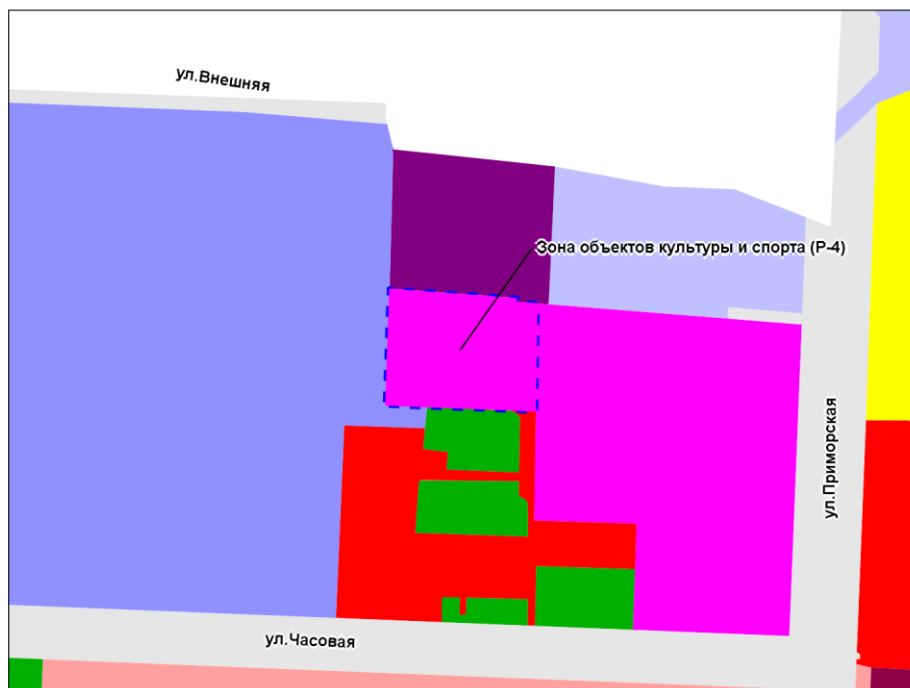 ул.Внешняя
Зона объектов культуры и спорта (Р-4)
ул.Приморская
ул.Часовая